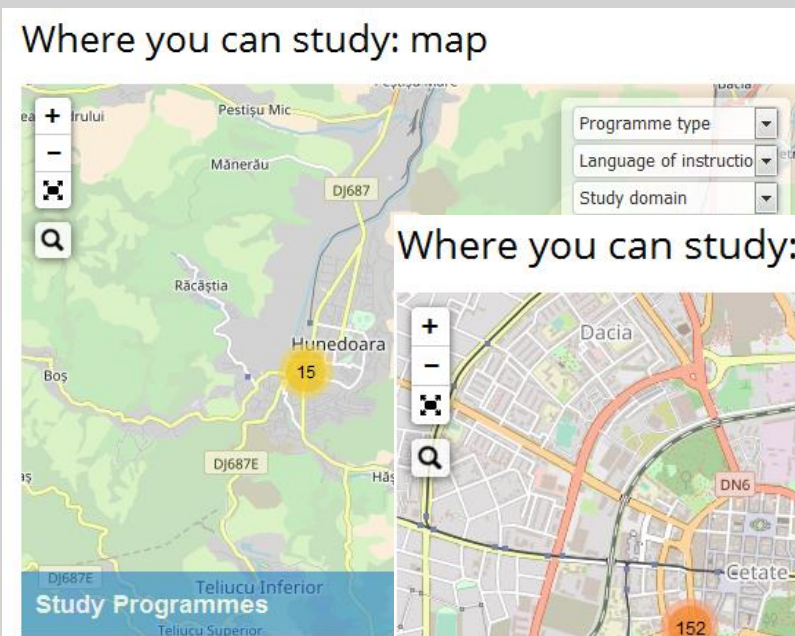 Where you can study: map
Pestișu Mic
+
Programme type
−
Language of instructio
Mănerău
DJ687
Study domain
Where you can study:
Răcăștia
+
Dacia
Hunedoara
−
15
Boș
DJ687E
DN6
DJ687E
Teliucu Inferior
Cetate
Study Programmes
Teliucu Superior
152